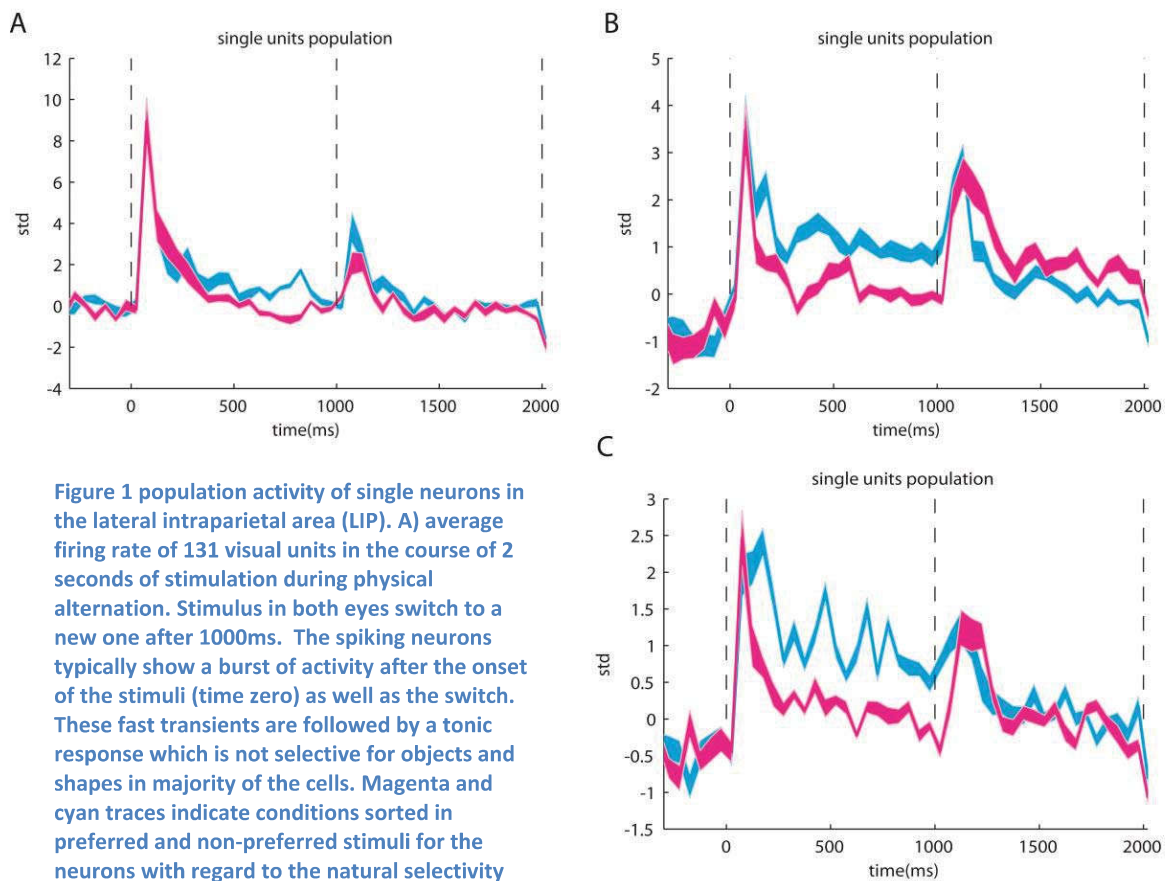 A
single units population
12
10
8
6
4
2
0
-2
-4
std
0
500
1000
1500
2000
time(ms)
B
single units population
5
4
3
2
1
0
-1
-2
std
0
500
1000
1500
2000
time(ms)
C
single units population
3
2.5
2
1.5
1
0.5
0
-0.5
-1
-1.5
std
0
500
1000
1500
2000
time(ms)
Figure 1 population activity of single neurons in
the lateral intraparietal area (LIP). A) average
firing rate of 131 visual units in the course of 2
seconds of stimulation during physical
alternation. Stimulus in both eyes switch to a
new one after 1000ms. The spiking neurons
typically show a burst of activity after the onset
of the stimuli (time zero) as well as the switch.
These fast transients are followed by a tonic
response which is not selective for objects and
shapes in majority of the cells. Magenta and
cyan traces indicate conditions sorted in
preferred and non-preferred stimuli for the
neurons with regard to the natural selectivity